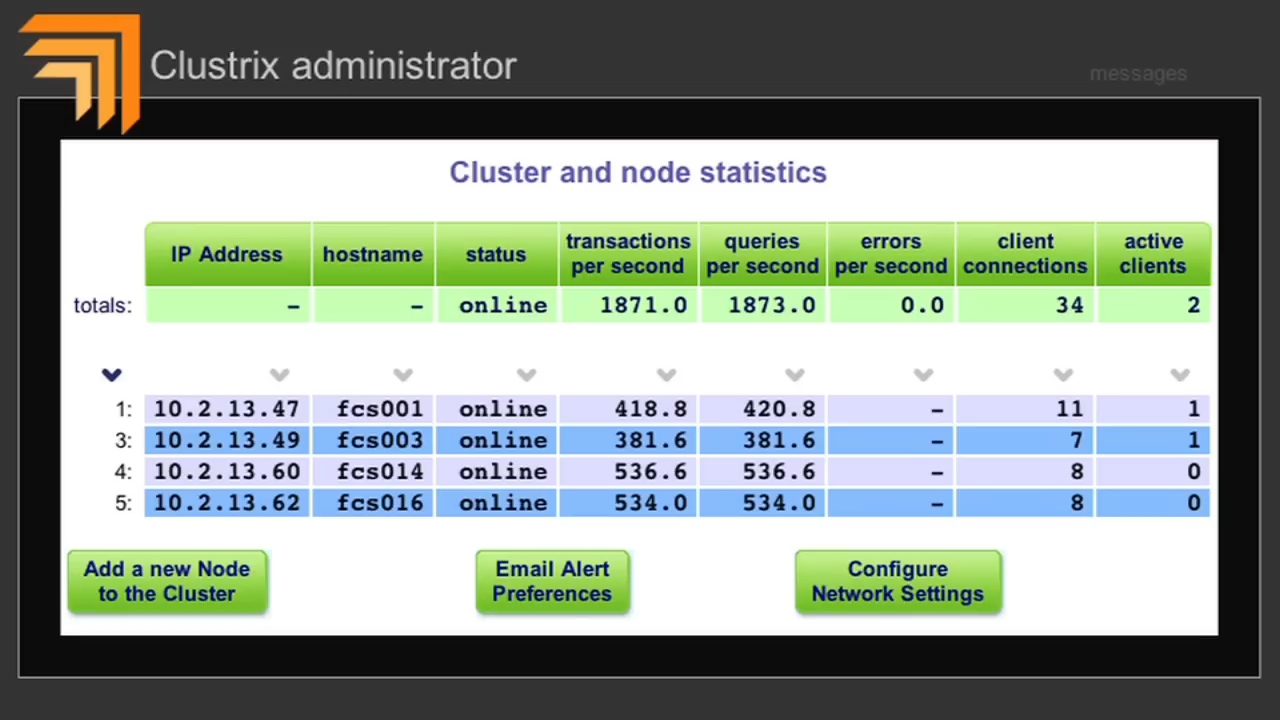 Clustrix administrator
messages
Cluster and node statistics
IP Address hostname status transactions per second queries per second errors per second client connections active clients
totals: – – online 1871.0 1873.0 0.0 34 2
1: 10.2.13.47 fcs001 online 418.8 420.8 – 11 1
3: 10.2.13.49 fcs003 online 381.6 381.6 – 7 1
4: 10.2.13.60 fcs014 online 536.6 536.6 – 8 0
5: 10.2.13.62 fcs016 online 534.0 534.0 – 8 0
Add a new Node
to the Cluster
Email Alert
Preferences
Configure
Network Settings